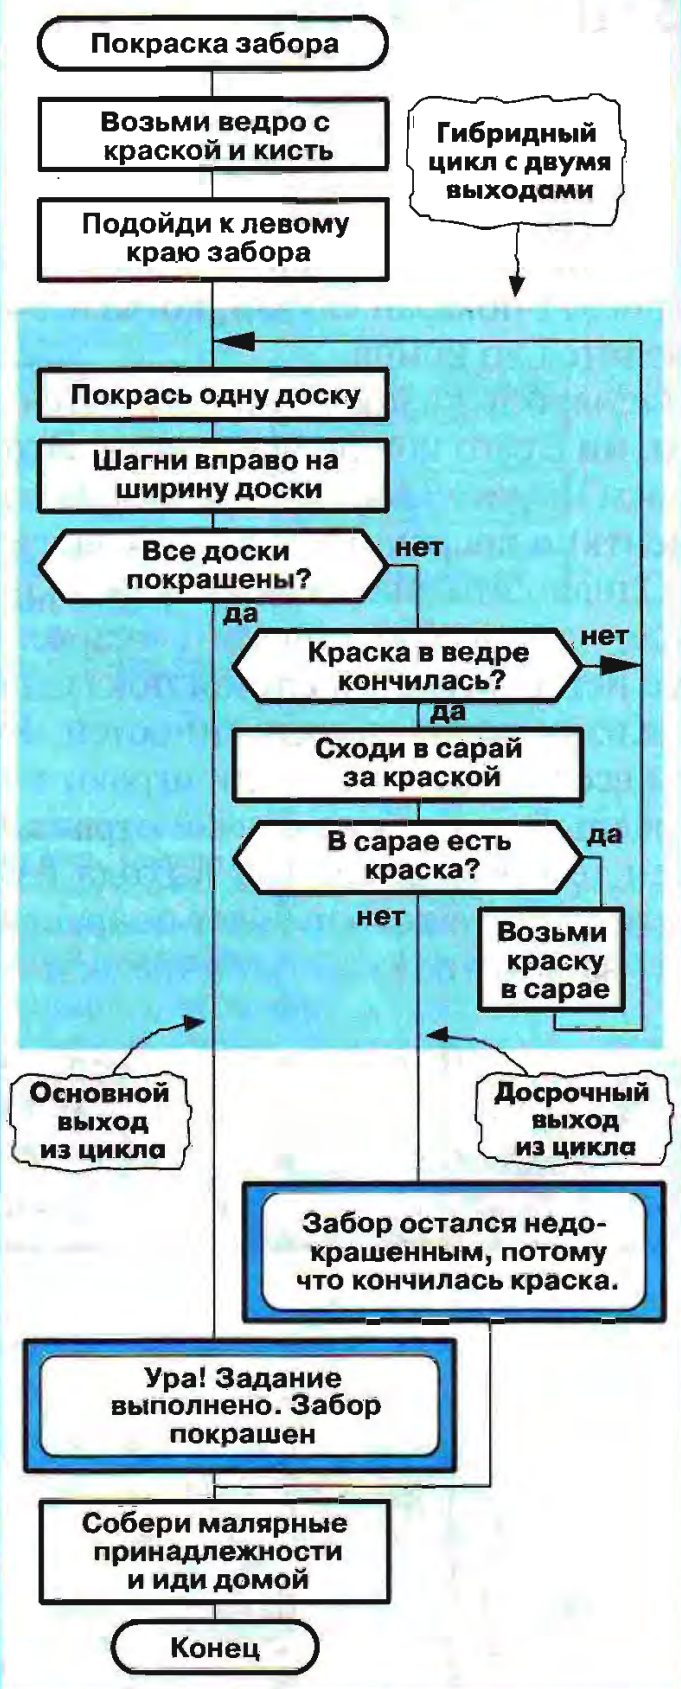 Покраска забора
Возьми ведро с
краской и кисть
Гибридный
цикл с двумя
выходами
Подойди к левому
краю забора
Покрась одну доску
Шагни вправо на
ширину доски
Все доски
покрашены?
нет
да
Краска в ведре
кончилась?
нет
да
Сходи в сарай
за краской
В сарае есть
краска?
да
нет
Возьми
краску
в сарае
Основной
выход
из цикла
Досрочный
выход
из цикла
Забор остался недо-
крашенным, потому
что кончилась краска.
Ура! Задание
выполнено. Забор
покрашен
Собери малярные
принадлежности
и иди домой
Конец